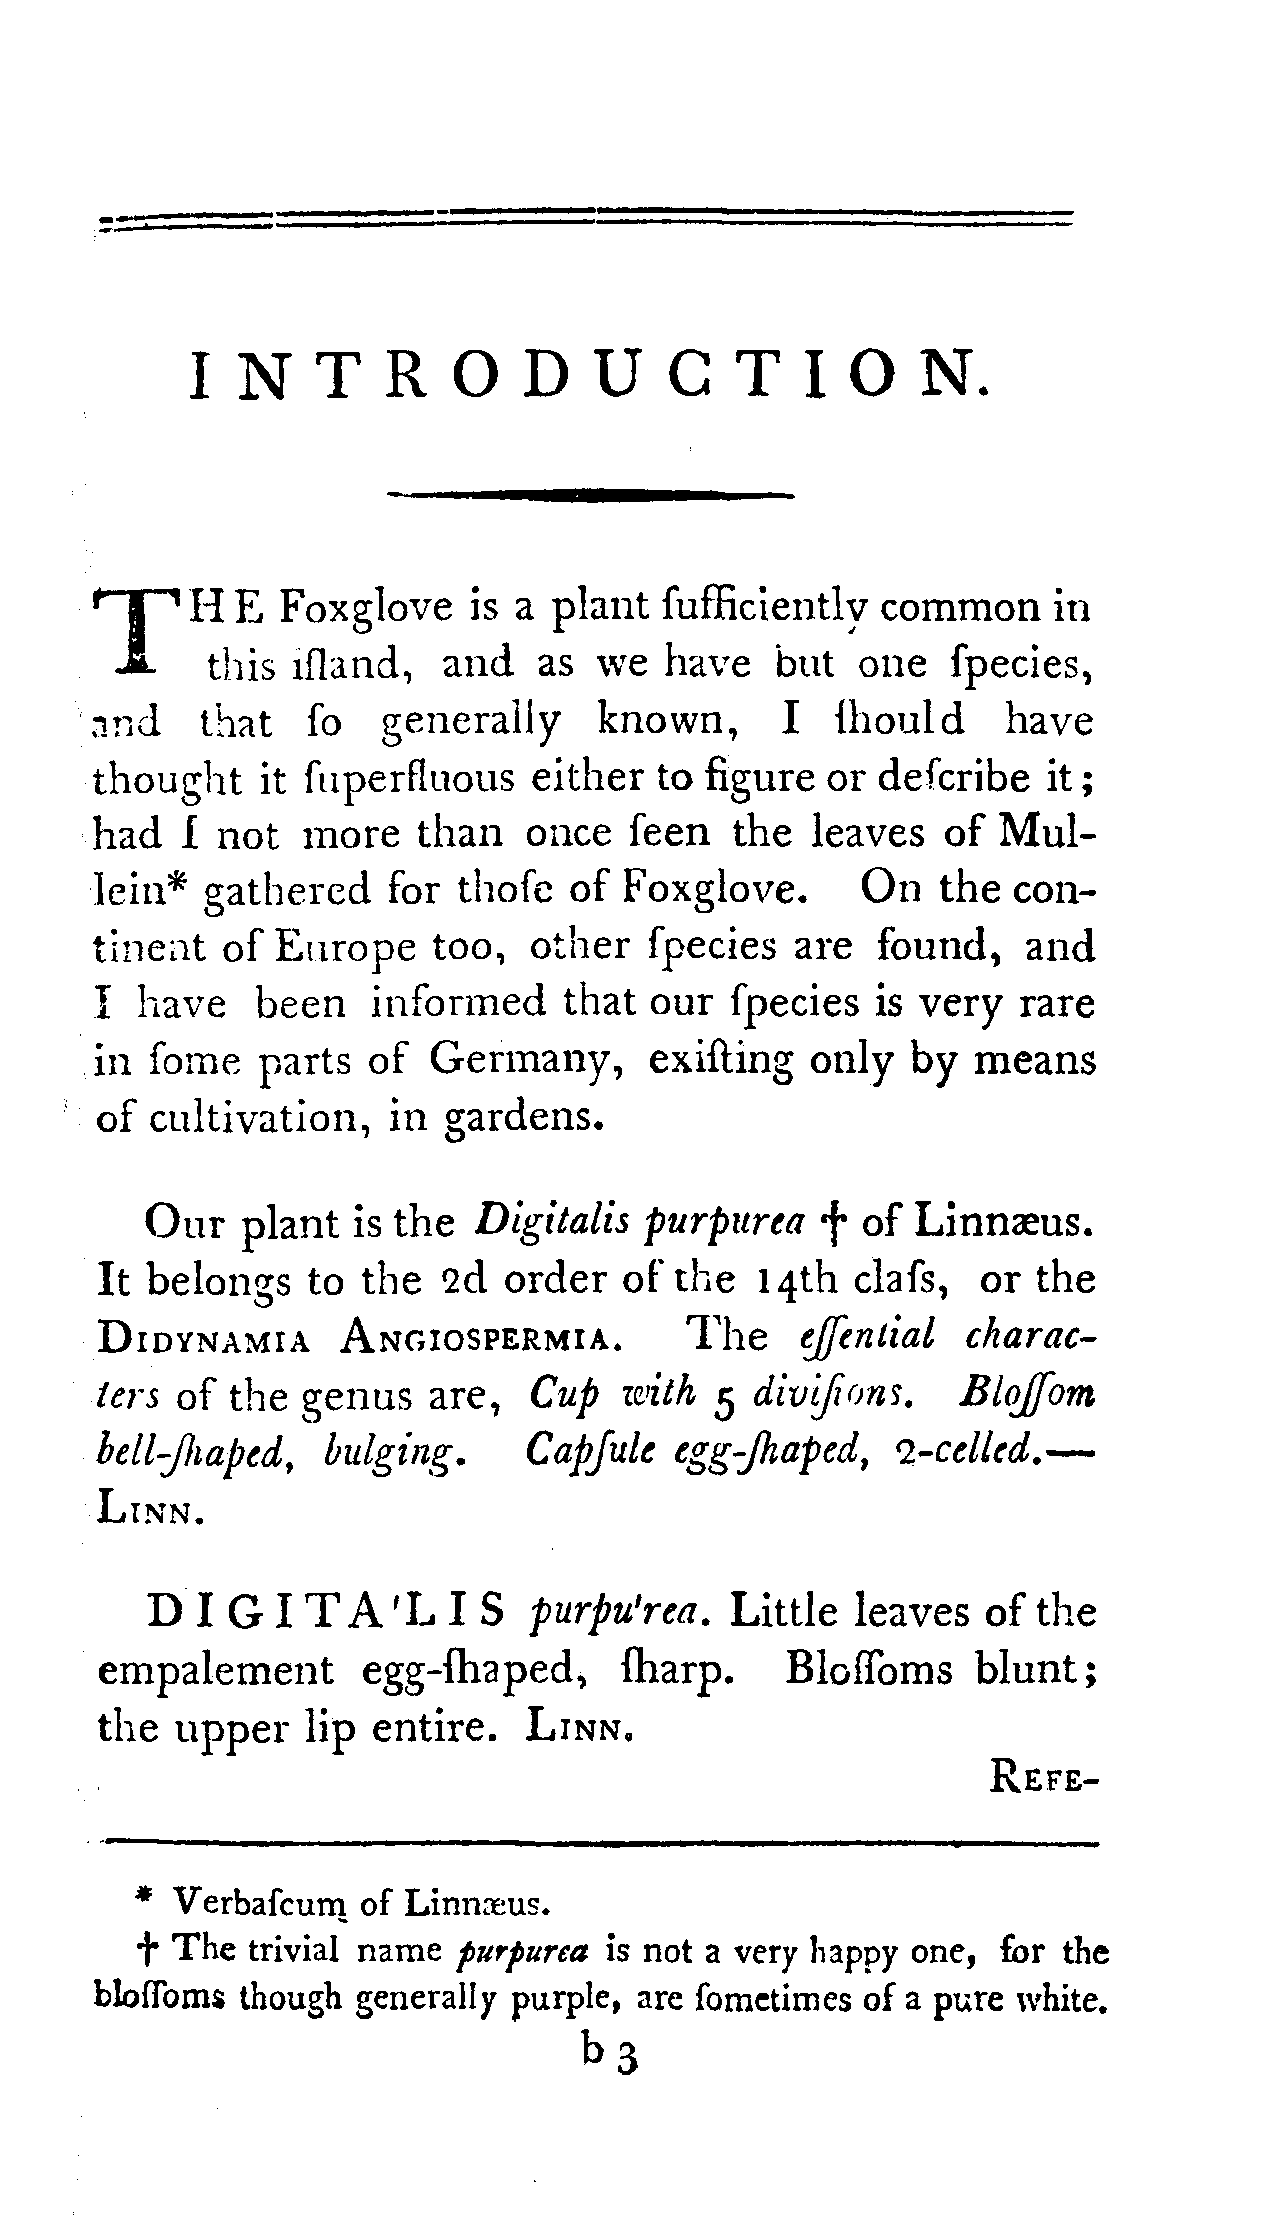 INTRODUCTION.
THE Foxglove is a plant ſufficiently common in
this iſland, and as we have but one ſpecies,
and that ſo generally known, I ſhould have
thought it ſuperfluous either to figure or deſcribe it;
had I not more than once ſeen the leaves of Mul-
lein* gathered for thoſe of Foxglove. On the con-
tinent of Europe too, other ſpecies are found, and
I have been informed that our ſpecies is very rare
in ſome parts of Germany, exiſting only by means
of cultivation, in gardens.
Our plant is the Digitalis purpurea † of Linnæus.
It belongs to the 2d order of the 14th claſs, or the
DIDYNAMIA ANGIOSPERMIA. The eſſential charac-
ters of the genus are, Cup with 5 diviſions. Bloſſom
bell-ſhaped, bulging. Capſule egg-ſhaped, 2-celled.—
LINN.
DIGITA'LIS purpu'rea. Little leaves of the
empalement egg-ſhaped, ſharp. Bloſſoms blunt;
the upper lip entire. LINN.
REFE-
* Verbaſcum of Linnæus.
† The trivial name purpurea is not a very happy one, for the
bloſſoms though generally purple, are ſometimes of a pure white.
b 3